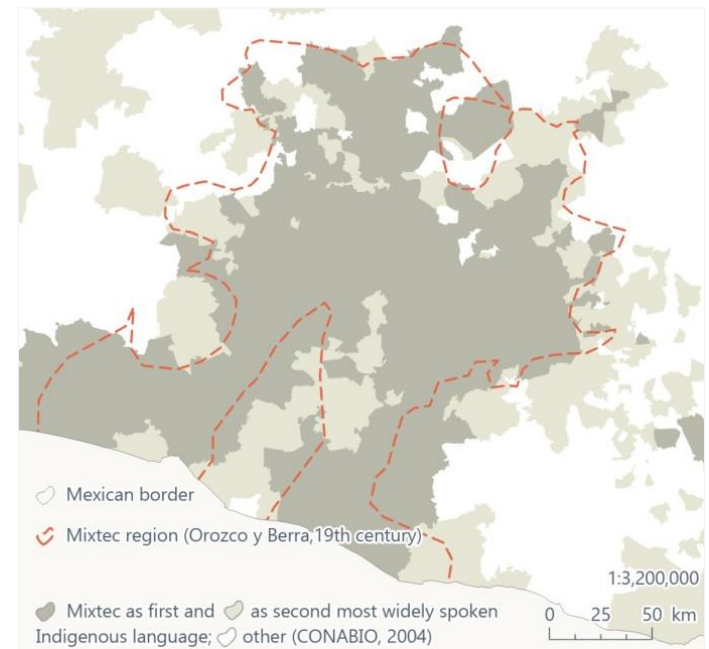 Mexican border
Mixtec region (Orozco y Berra,19th century)
1:3,200,000
0 25 50 km
Mixtec as first and as second most widely spoken
Indigenous language; other (CONABIO, 2004)